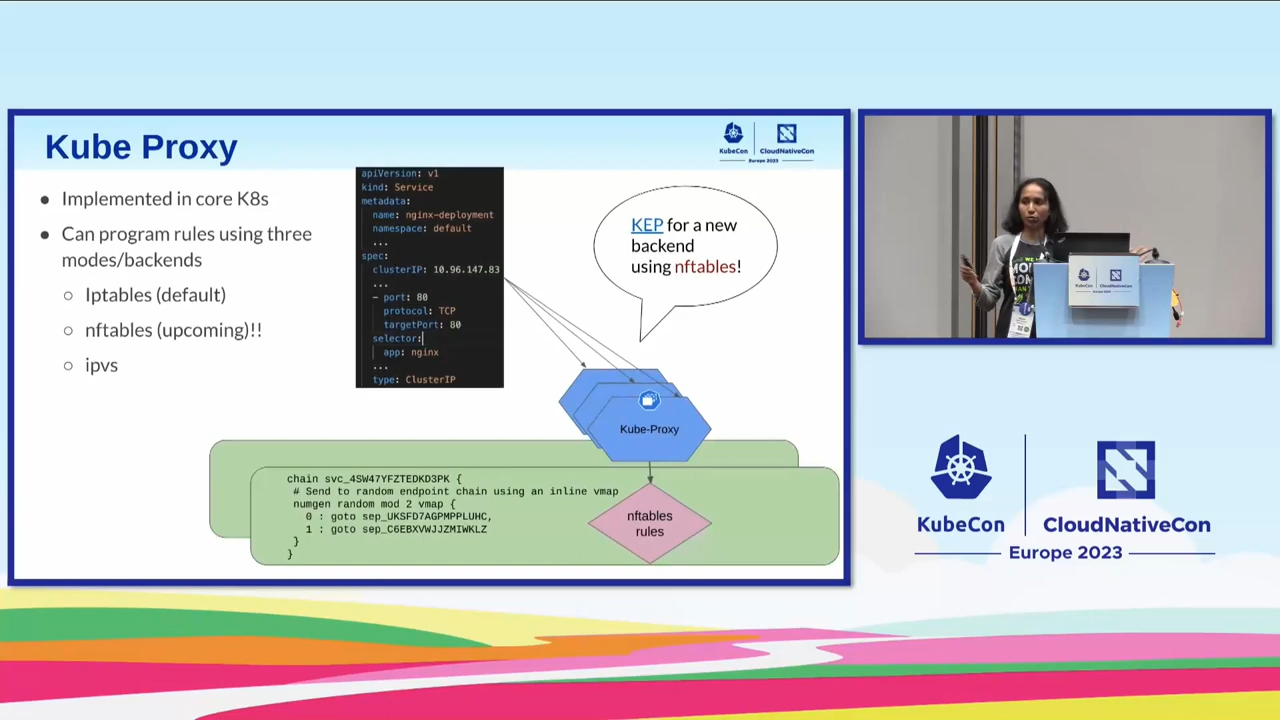 Kube Proxy
KubeCon
CloudNativeCon
Europe 2023
● Implemented in core K8s
● Can program rules using three
modes/backends
○ Iptables (default)
○ nftables (upcoming)!!
○ ipvs
apiVersion: v1
kind: Service
metadata:
name: nginx-deployment
namespace: default
...
spec:
clusterIP: 10.96.147.83
...
- port: 80
protocol: TCP
targetPort: 80
selector:
app: nginx
...
type: ClusterIP
KEP for a new
backend
using nftables!
Kube-Proxy
chain svc_4SW47YFZTEDKD3PK {
# Send to random endpoint chain using an inline vmap
numgen random mod 2 vmap {
0 : goto sep_UKSFD7AGPMPPLUHC,
1 : goto sep_C6EBXVWJJZMIWKLZ
}
}
nftables
rules
KubeCon
CloudNativeCon
Europe 2023
KubeCon
CloudNativeCon
Europe 2023